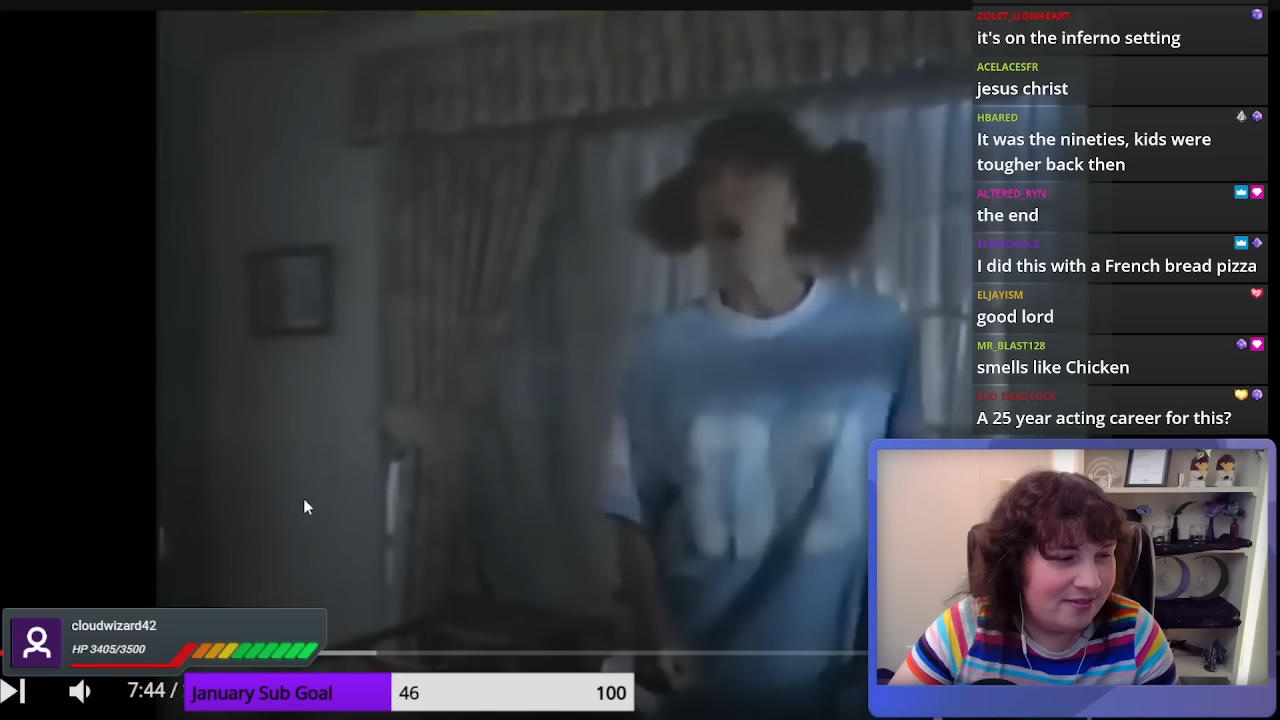 ZOLET_LIONHEART
it's on the inferno setting
ACELACESFR
jesus christ
HBARED
It was the nineties, kids were
tougher back then
ALTERED_RYN
the end
I did this with a French bread pizza
ELJAYISM
good lord
MR_BLAST128
smells like Chicken
A 25 year acting career for this?
cloudwizard42
HP 3405/3500
7:44 /
January Sub Goal
46
100